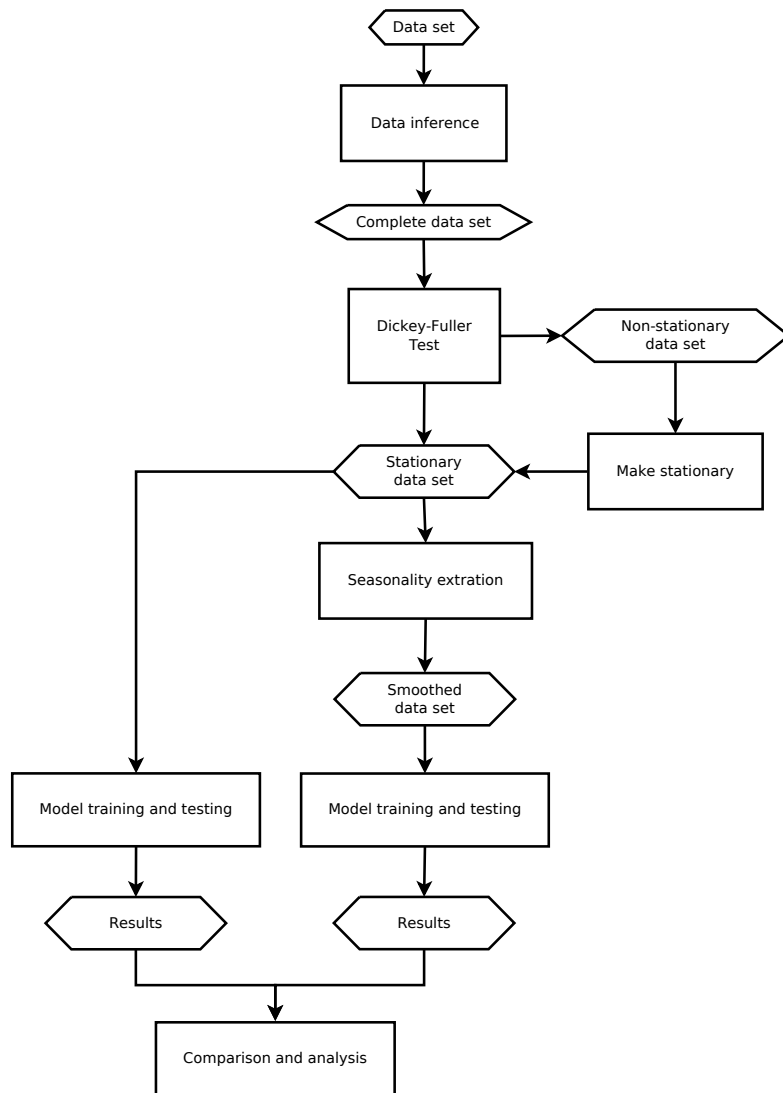 Data set
Data inference
Complete data set
Dickey-Fuller
Test
Non-stationary
data set
Stationary
data set
Make stationary
Seasonality extration
Smoothed
data set
Model training and testing
Model training and testing
Results
Results
Comparison and analysis